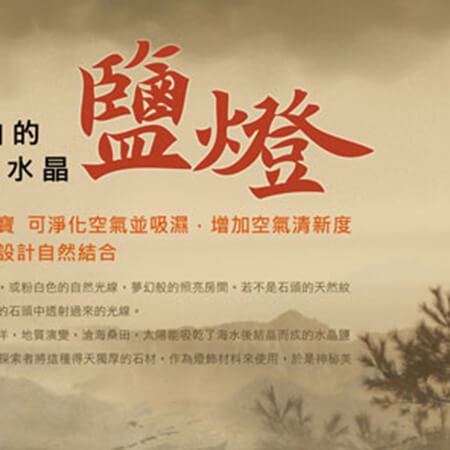 的
水晶
鹽燈
寶 可淨化空氣並吸濕，增加空氣清新度
設計自然結合
，或粉白色的自然光線，夢幻般的照亮房間。若不是石頭的天然紋
的石頭中透射過來的光線。
洋，地質演變，滄海桑田，太陽能吸乾了海水後結晶而成的水晶鹽
探索者將這種得天獨厚的石材，作為燈飾材料來使用，於是神秘美